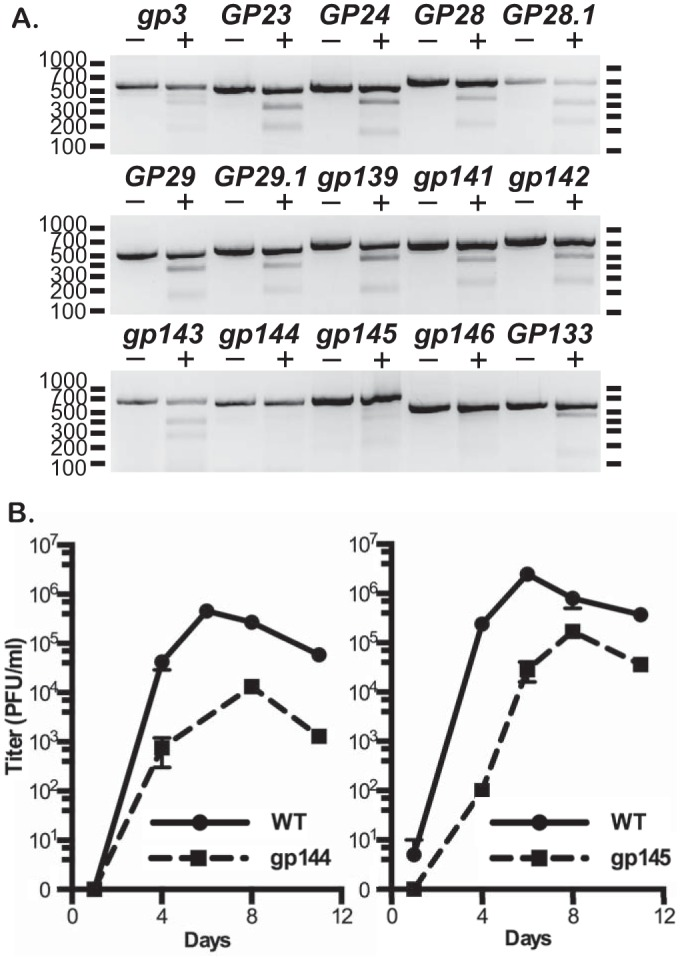 A.
gp3 GP23 GP24 GP28 GP28.1
− + − + − + − + − +
1000
700
500
300
200
100
GP29 GP29.1 gp139 gp141 gp142
− + − + − + − + − +
1000
700
500
300
200
100
gp143 gp144 gp145 gp146 GP133
− + − + − + − + − +
1000
700
500
300
200
100
B.
Titer (PFU/ml)
10⁷
10⁶
10⁵
10⁴
10³
10²
10¹
0
WT
gp144
0 4 8 12
Days
10⁷
10⁶
10⁵
10⁴
10³
10²
10¹
0
WT
gp145
0 4 8 12
Days